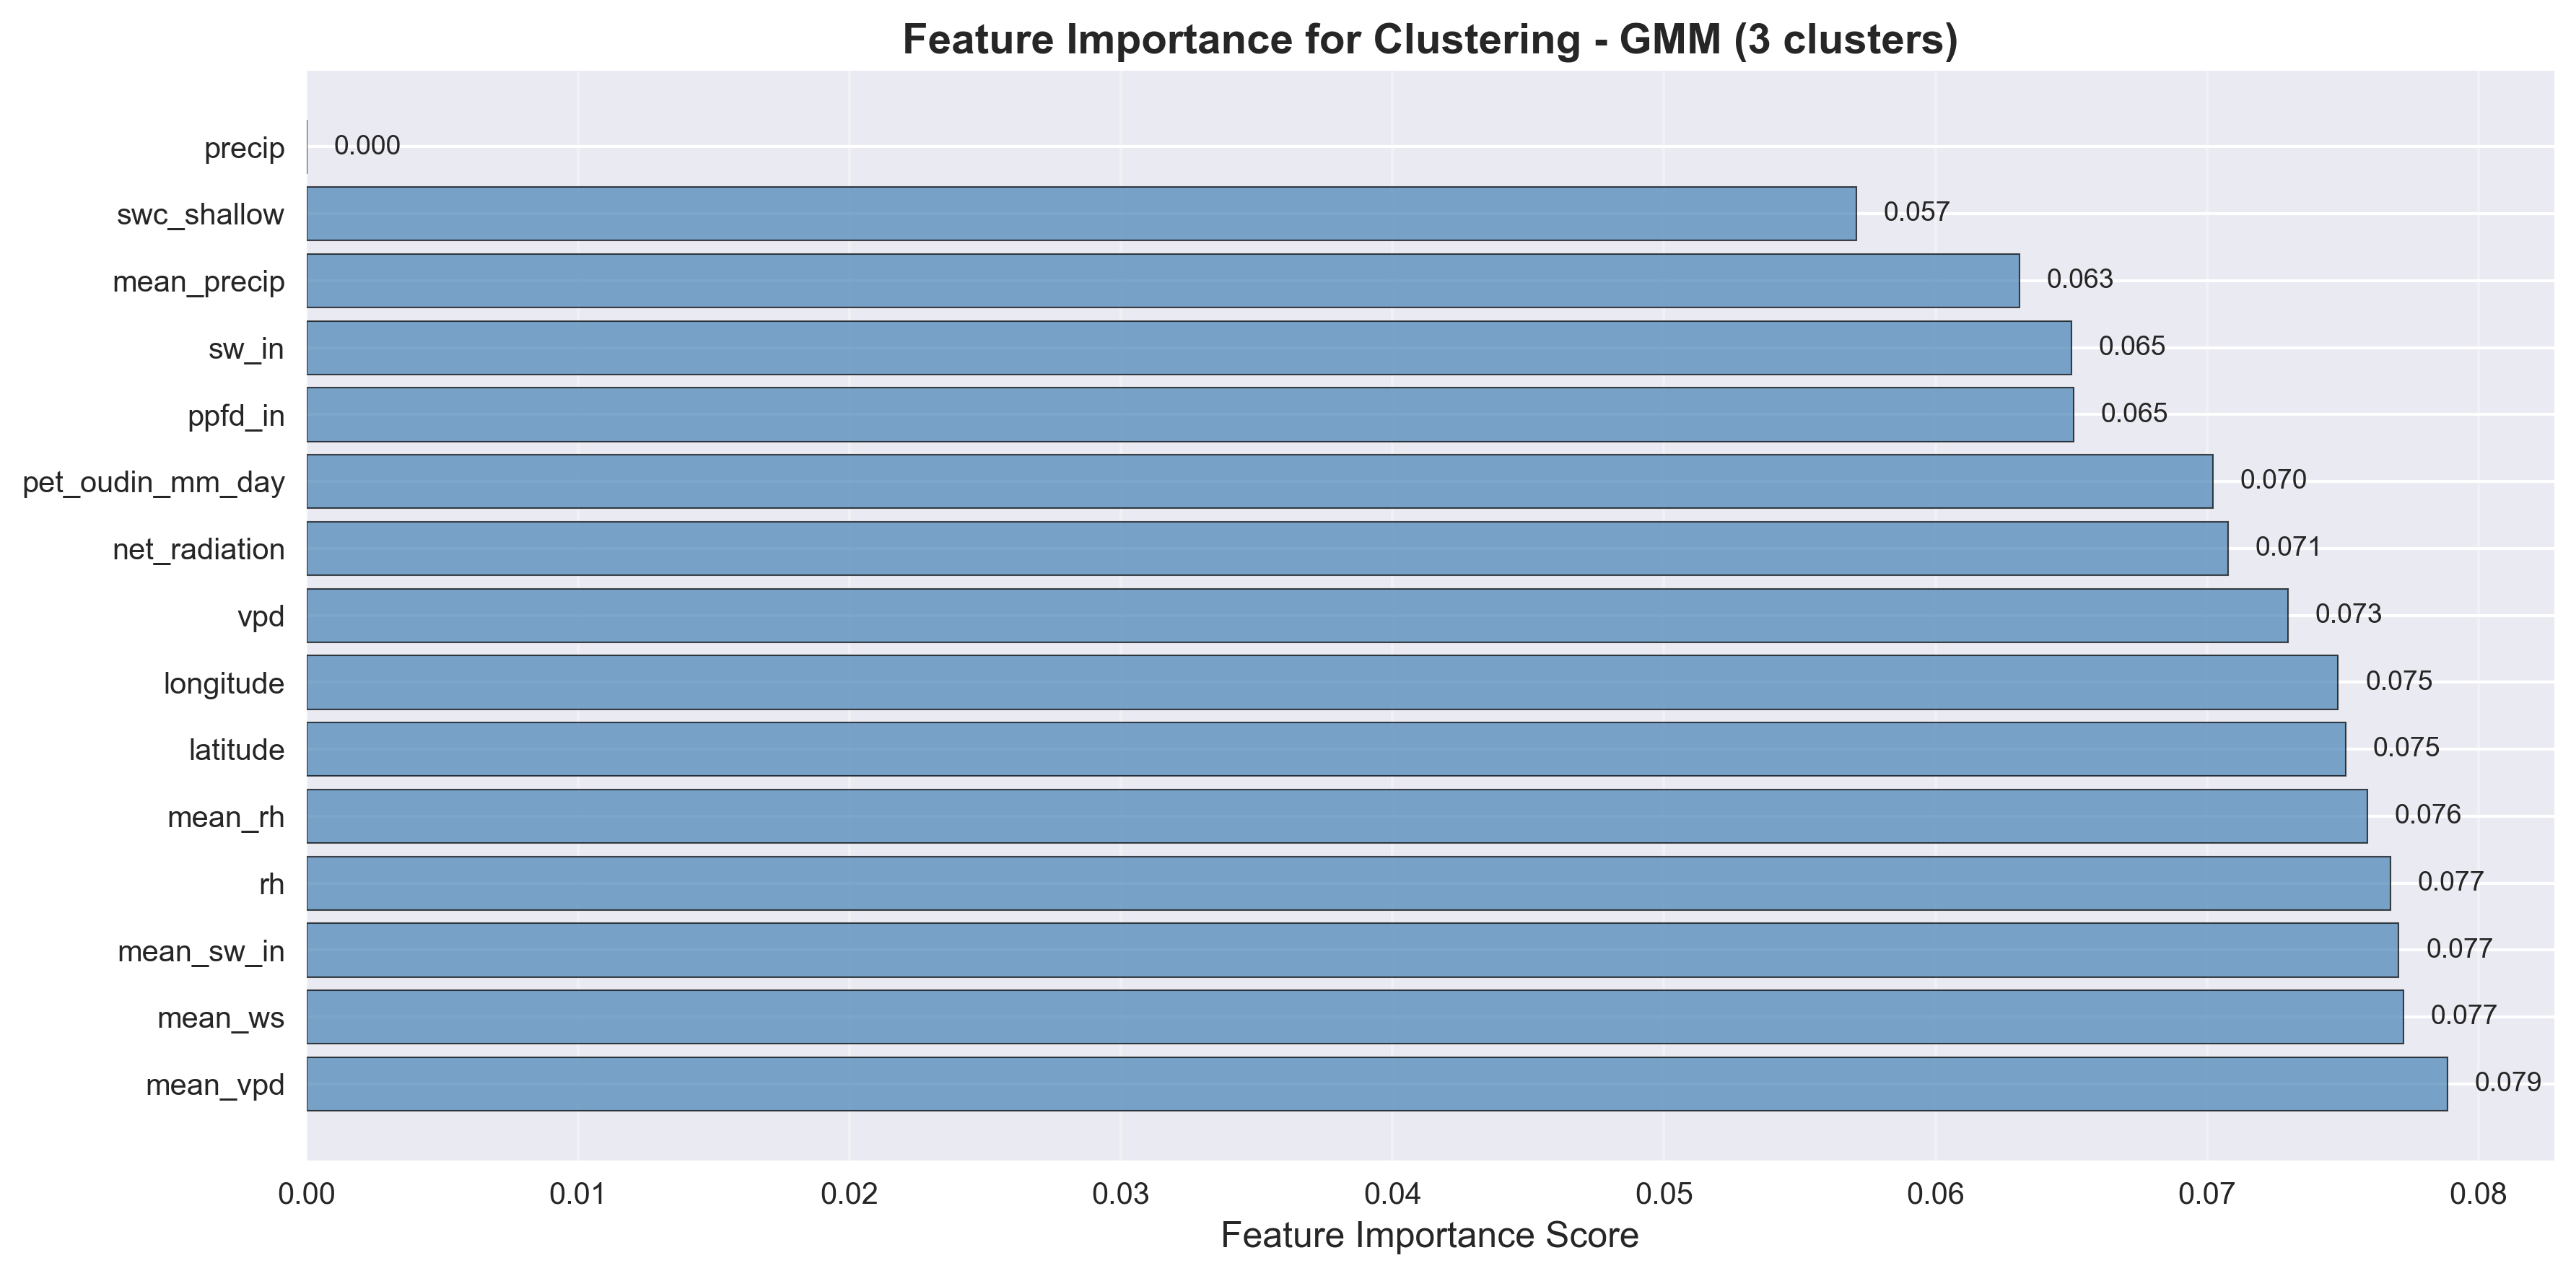 Feature Importance for Clustering - GMM (3 clusters)
precip 0.000
swc_shallow 0.057
mean_precip 0.063
sw_in 0.065
ppfd_in 0.065
pet_oudin_mm_day 0.070
net_radiation 0.071
vpd 0.073
longitude 0.075
latitude 0.075
mean_rh 0.076
rh 0.077
mean_sw_in 0.077
mean_ws 0.077
mean_vpd 0.079
0.00 0.01 0.02 0.03 0.04 0.05 0.06 0.07 0.08
Feature Importance Score